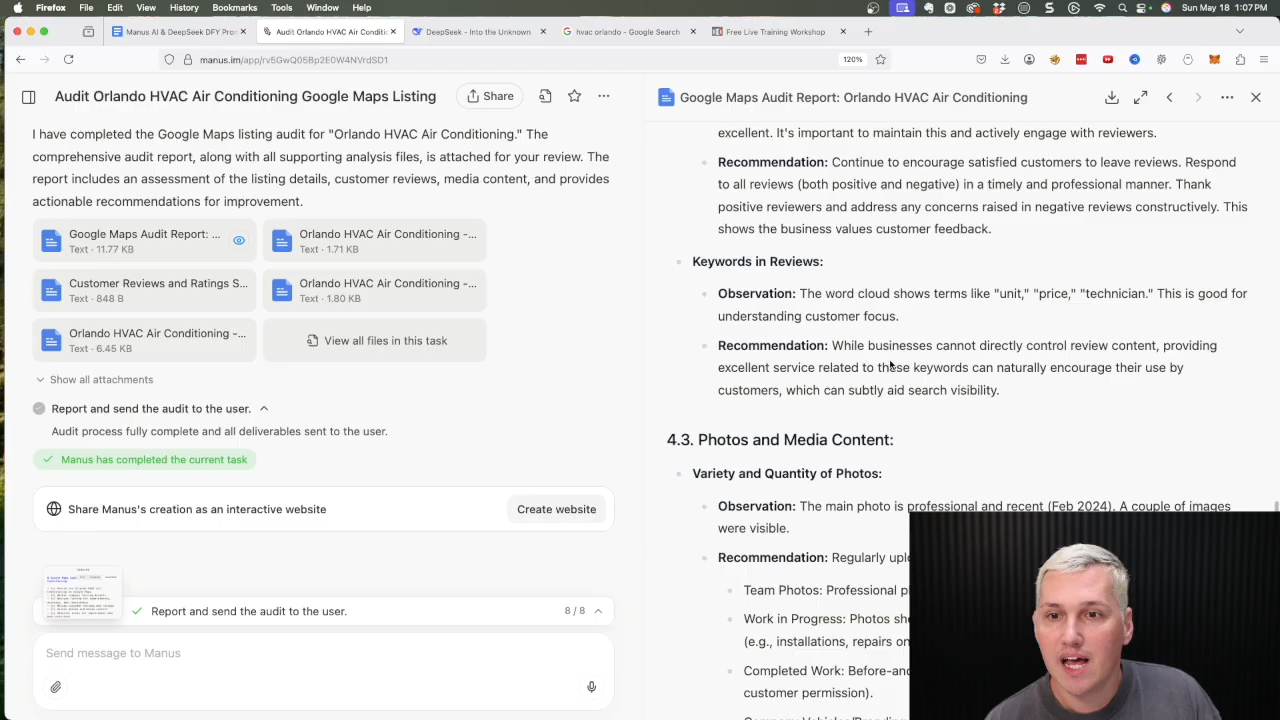 Firefox File Edit View History Bookmarks Tools Window Help Sun May 18 1:07 PM
Manus AI & DeepSeek DFY Pro Audit Orlando HVAC Air Conditi DeepSeek - Into the Unknown hvac orlando - Google Search Free Live Training Workshop
manus.im/app/rv5GwQ05Bp2E0W4NVrdSD1 120%
Audit Orlando HVAC Air Conditioning Google Maps Listing Share
I have completed the Google Maps listing audit for "Orlando HVAC Air Conditioning." The
comprehensive audit report, along with all supporting analysis files, is attached for your review. The
report includes an assessment of the listing details, customer reviews, media content, and provides
actionable recommendations for improvement.
Google Maps Audit Report: ...
Text · 11.77 KB
Orlando HVAC Air Conditioning -...
Text · 1.71 KB
Customer Reviews and Ratings S...
Text · 848 B
Orlando HVAC Air Conditioning -...
Text · 1.80 KB
Orlando HVAC Air Conditioning -...
Text · 6.45 KB
View all files in this task
Show all attachments
Report and send the audit to the user.
Audit process fully complete and all deliverables sent to the user.
Manus has completed the current task
Share Manus's creation as an interactive website Create website
Report and send the audit to the user. 8 / 8
Send message to Manus
Google Maps Audit Report: Orlando HVAC Air Conditioning
excellent. It's important to maintain this and actively engage with reviewers.
Recommendation: Continue to encourage satisfied customers to leave reviews. Respond
to all reviews (both positive and negative) in a timely and professional manner. Thank
positive reviewers and address any concerns raised in negative reviews constructively. This
shows the business values customer feedback.
Keywords in Reviews:
Observation: The word cloud shows terms like "unit," "price," "technician." This is good for
understanding customer focus.
Recommendation: While businesses cannot directly control review content, providing
excellent service related to these keywords can naturally encourage their use by
customers, which can subtly aid search visibility.
4.3. Photos and Media Content:
Variety and Quantity of Photos:
Observation: The main photo is professional and recent (Feb 2024). A couple of images
were visible.
Recommendation: Regularly uplo
Team Photos: Professional p
Work in Progress: Photos sho
(e.g., installations, repairs on
Completed Work: Before-and
customer permission).
Company Vehicles/Branding